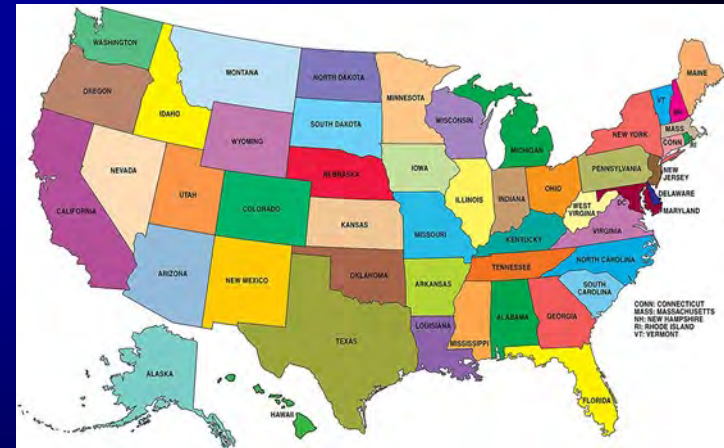 WASHINGTON
OREGON
IDAHO
MONTANA
NORTH DAKOTA
MINNESOTA
SOUTH DAKOTA
WYOMING
WISCONSIN
MICHIGAN
MAINE
VT
NH
NEW YORK
MASS
CONN
RI
NEVADA
UTAH
CALIFORNIA
COLORADO
NEBRASKA
IOWA
KANSAS
ILLINOIS
INDIANA
OHIO
PENNSYLVANIA
NEW
JERSEY
DELAWARE
MARYLAND
DC
WEST
VIRGINIA
VIRGINIA
MISSOURI
KENTUCKY
ARIZONA
NEW MEXICO
OKLAHOMA
ARKANSAS
TENNESSEE
NORTH CAROLINA
SOUTH
CAROLINA
TEXAS
LOUISIANA
MISSISSIPPI
ALABAMA
GEORGIA
FLORIDA
ALASKA
HAWAII
CONN: CONNECTICUT
MASS: MASSACHUSETTS
NH: NEW HAMPSHIRE
RI: RHODE ISLAND
VT: VERMONT